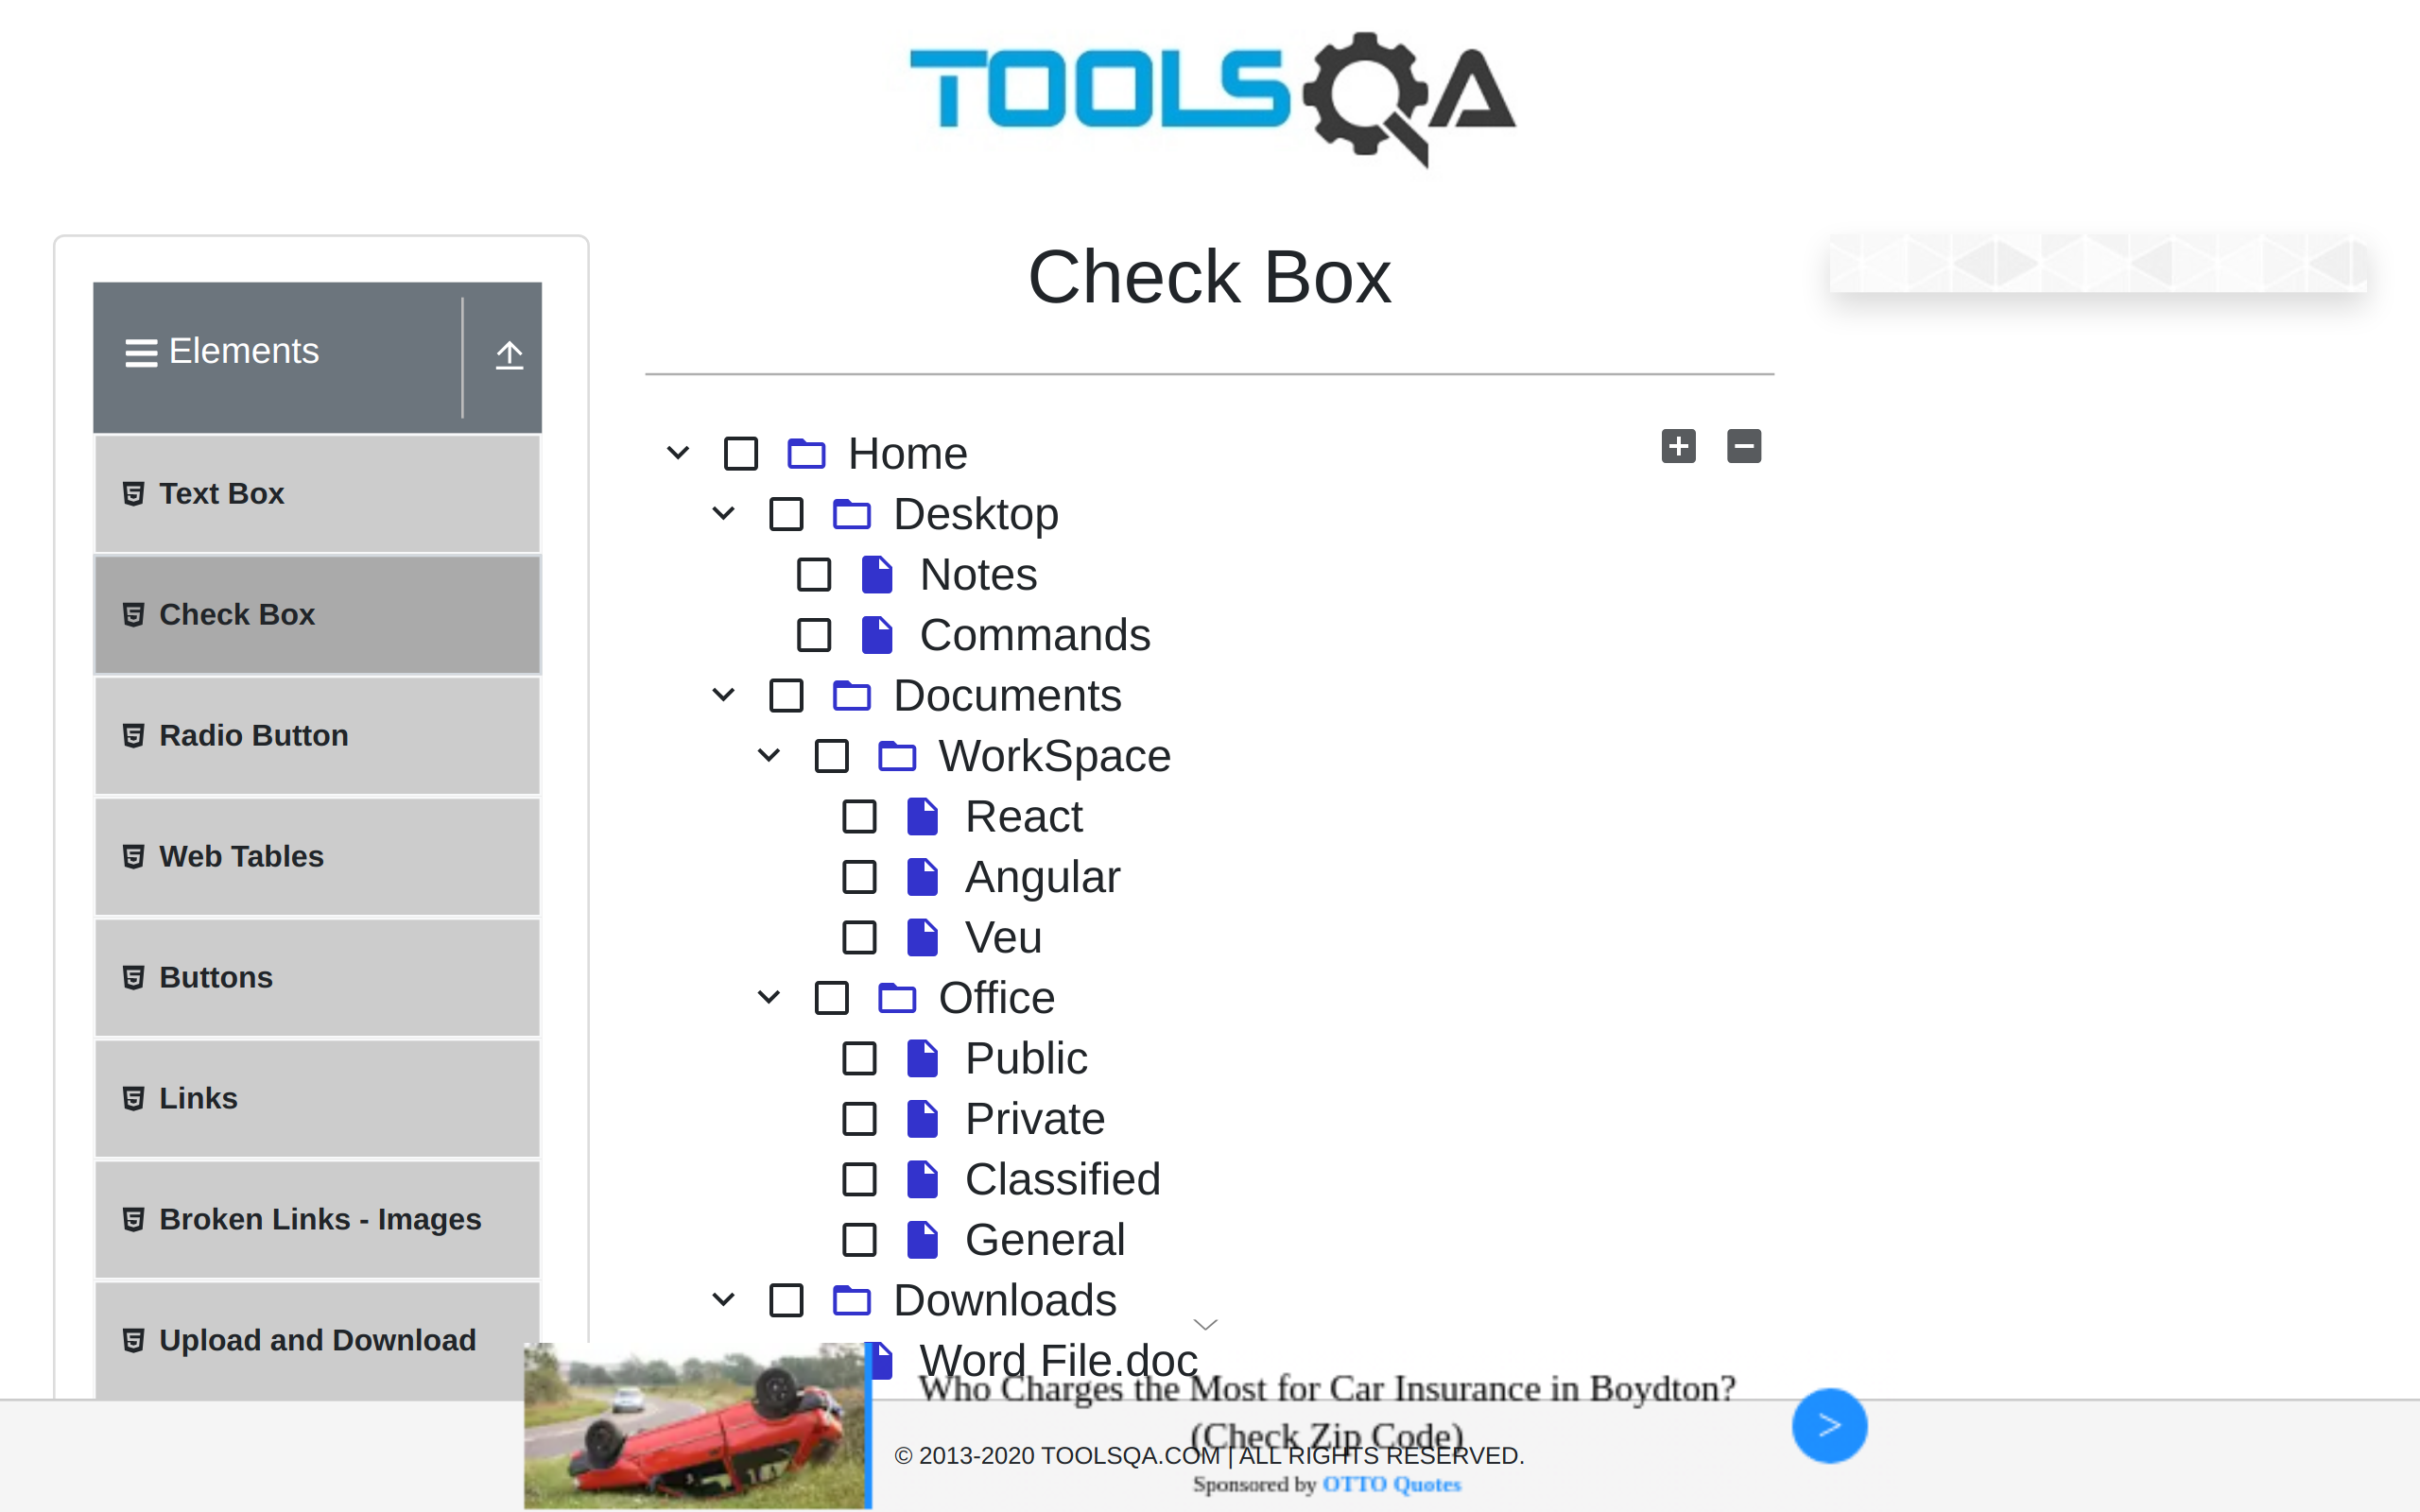 TOOLSQA
Check Box
Elements
Text Box
Check Box
Radio Button
Web Tables
Buttons
Links
Broken Links - Images
Upload and Download
Home
Desktop
Notes
Commands
Documents
WorkSpace
React
Angular
Veu
Office
Public
Private
Classified
General
Downloads
Word File.doc
Who Charges the Most for Car Insurance in Boydton?
(Check Zip Code)
© 2013-2020 TOOLSQA.COM | ALL RIGHTS RESERVED.
Sponsored by OTTO Quotes